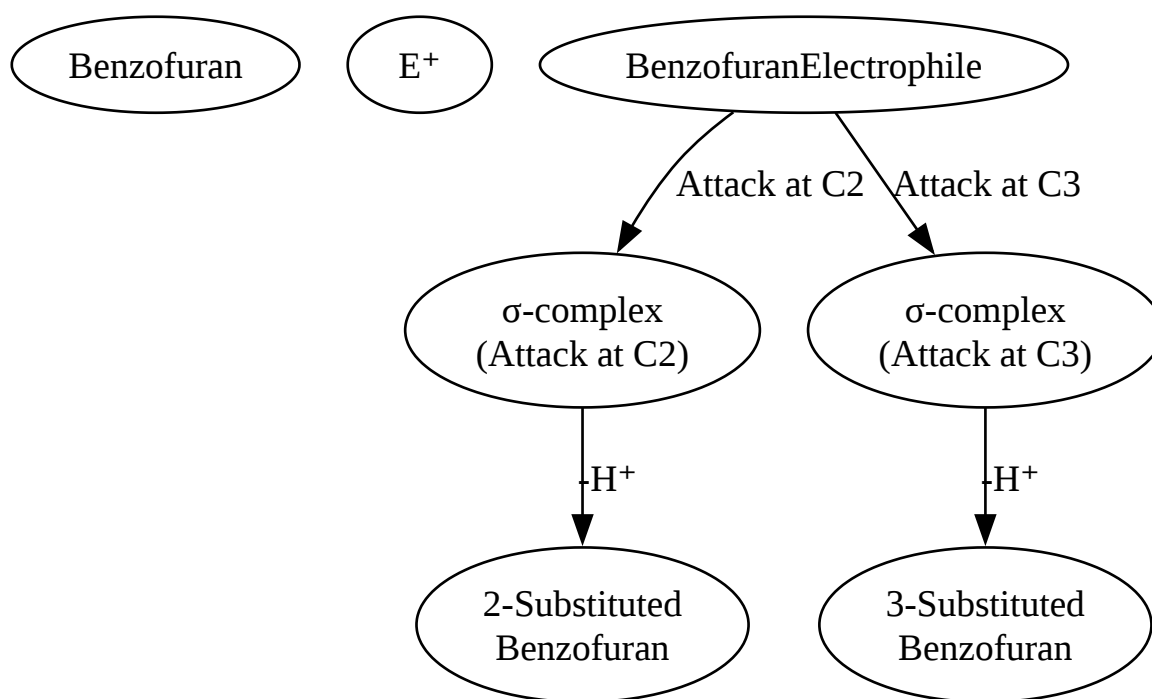 Benzofuran
E⁺
BenzofuranElectrophile
Attack at C2
Attack at C3
σ-complex
(Attack at C2)
σ-complex
(Attack at C3)
-H⁺
-H⁺
2-Substituted
Benzofuran
3-Substituted
Benzofuran